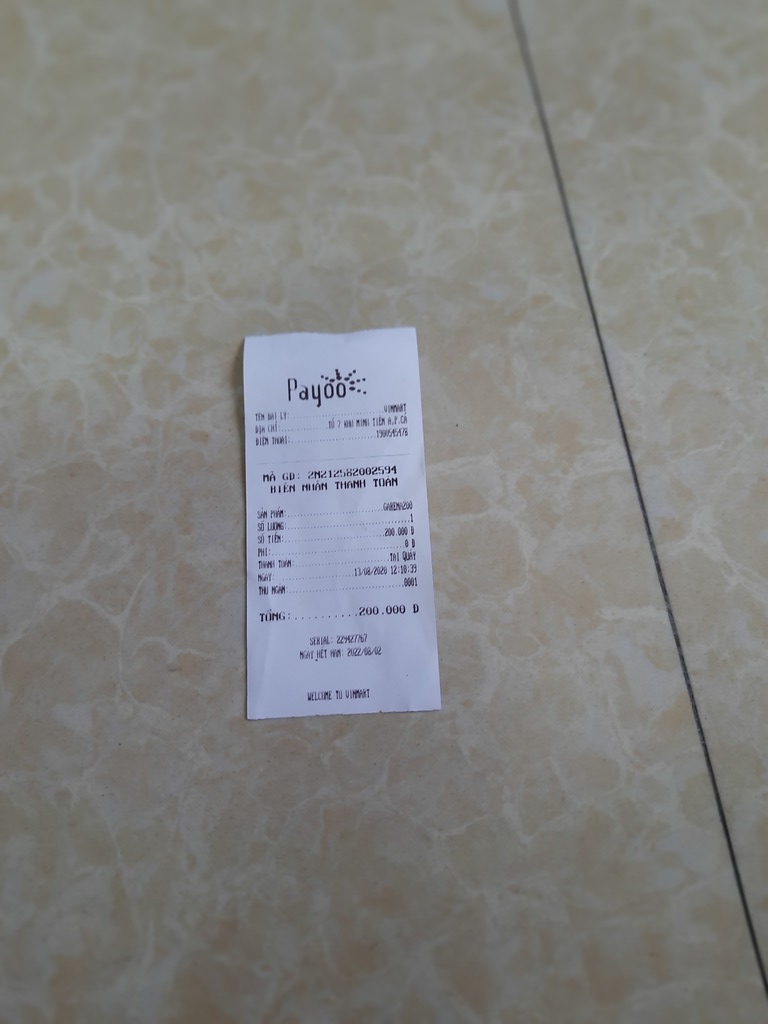 Payoo
TÊN ĐẠI LÝ:..................VINMART
ĐỊA CHỈ:..........TỔ 7 KHU MINH TIẾN A,P.CẨ
ĐIỆN THOẠI:..................1900545478
MÃ GD: 2M212582002594
BIÊN NHẬN THANH TOÁN
SẢN PHẨM:..................GARENA200
SỐ LƯỢNG:..................1
SỐ TIỀN:..................200.000 Đ
PHÍ:..................0 Đ
THANH TOÁN:..................TẠI QUẦY
NGÀY:..................13/08/2020 12:10:39
THU NGÂN:..................0001
TỔNG:..........200.000 Đ
SERIAL: 229427767
NGÀY HẾT HẠN: 2022/08/02
WELCOME TO VINMART